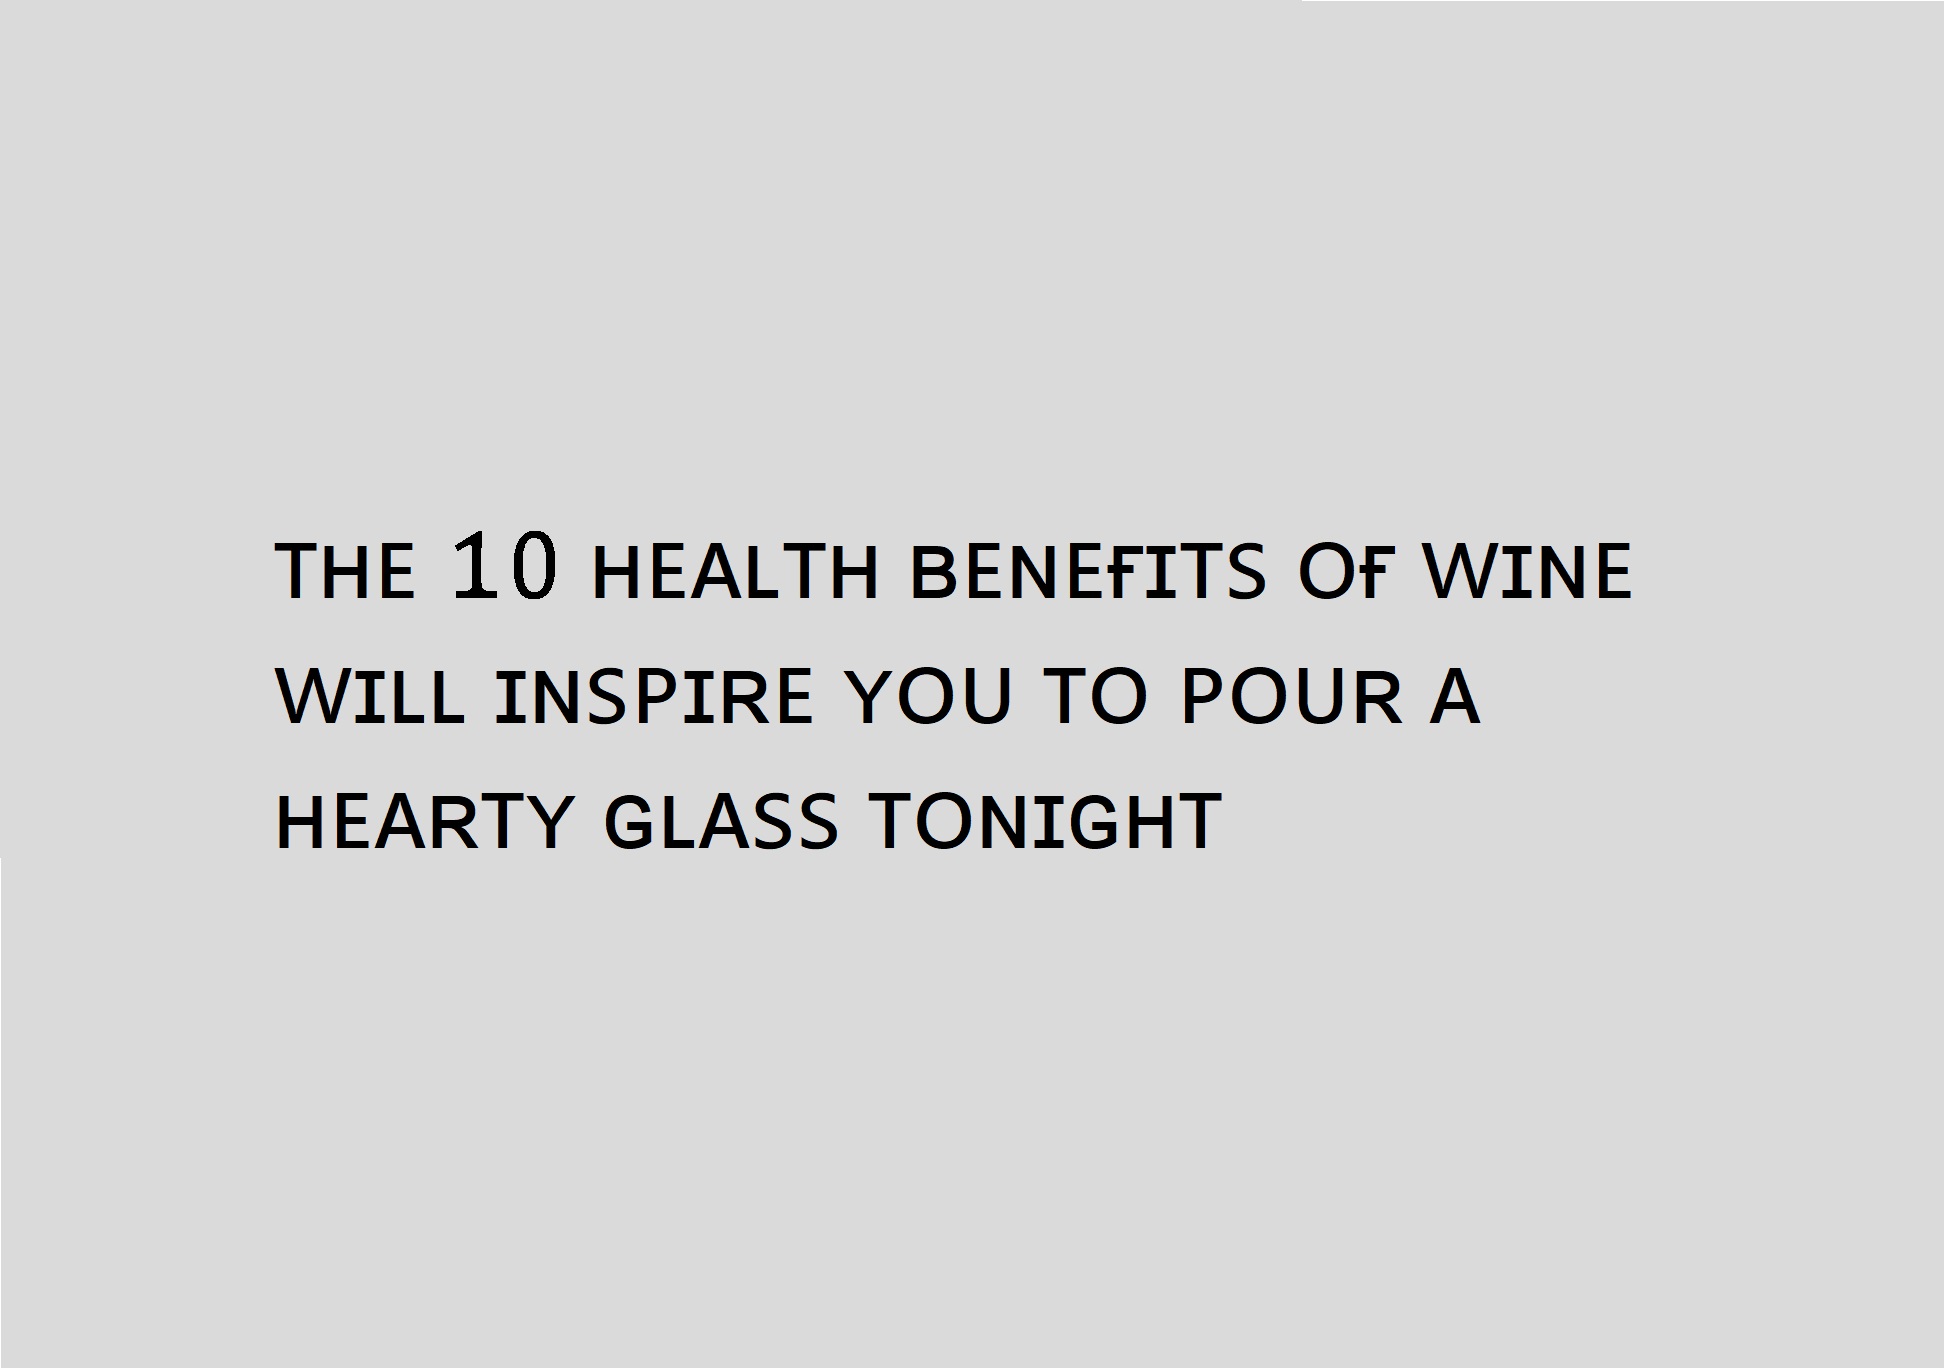 THE 10 HEALTH BENEFITS OF WINE
WILL INSPIRE YOU TO POUR A
HEARTY GLASS TONIGHT